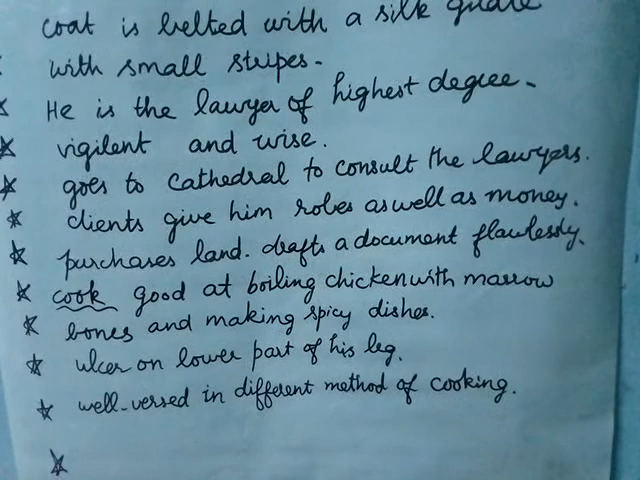 coat is belted with a silk
with small stripes-
He is the lawyer of highest degree-
vigilent and wise.
goes to Cathedral to consult the lawyers.
clients give him robes aswell as money.
purchases land. drafts a document flawlessly.
cook good at boiling chicken with marrow
bones and making spicy dishes.
ulcer on lower part of his leg.
well-versed in different method of cooking.